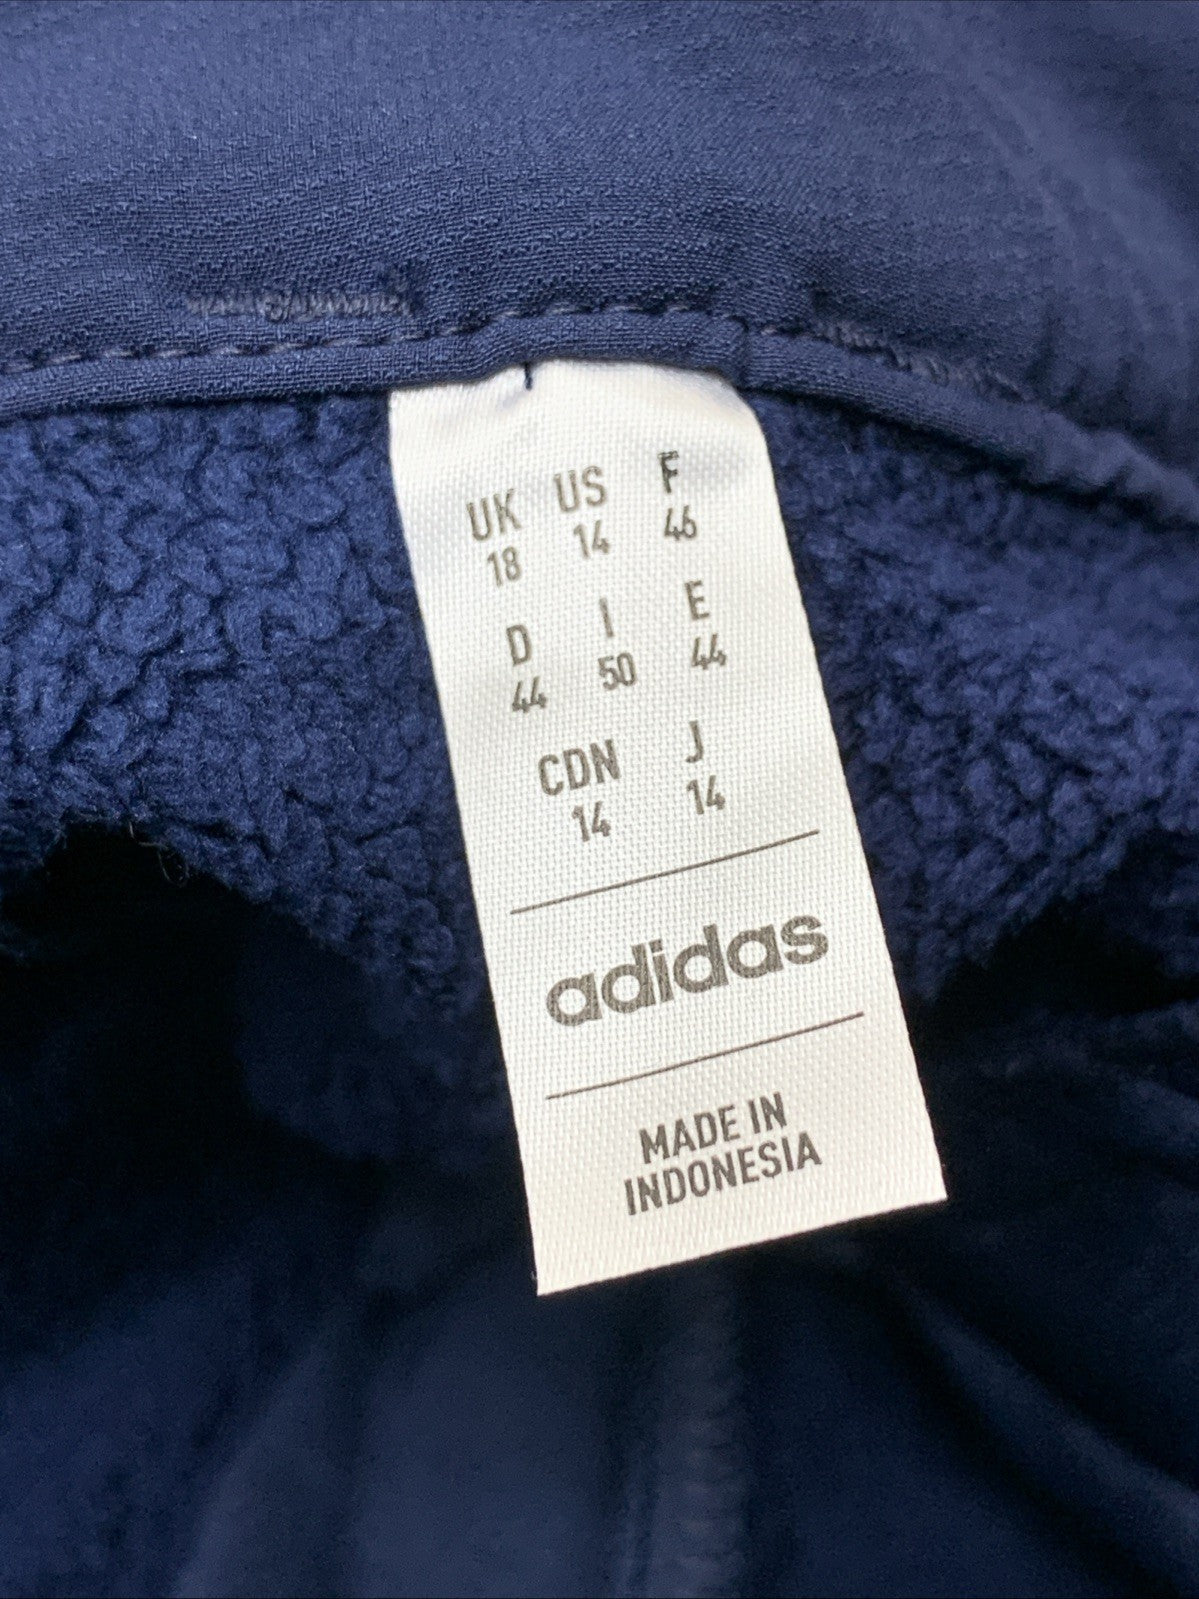 UK US F
18 14 46
D I E
44 50 44
CDN J
14 14
adidas
MADE IN
INDONESIA